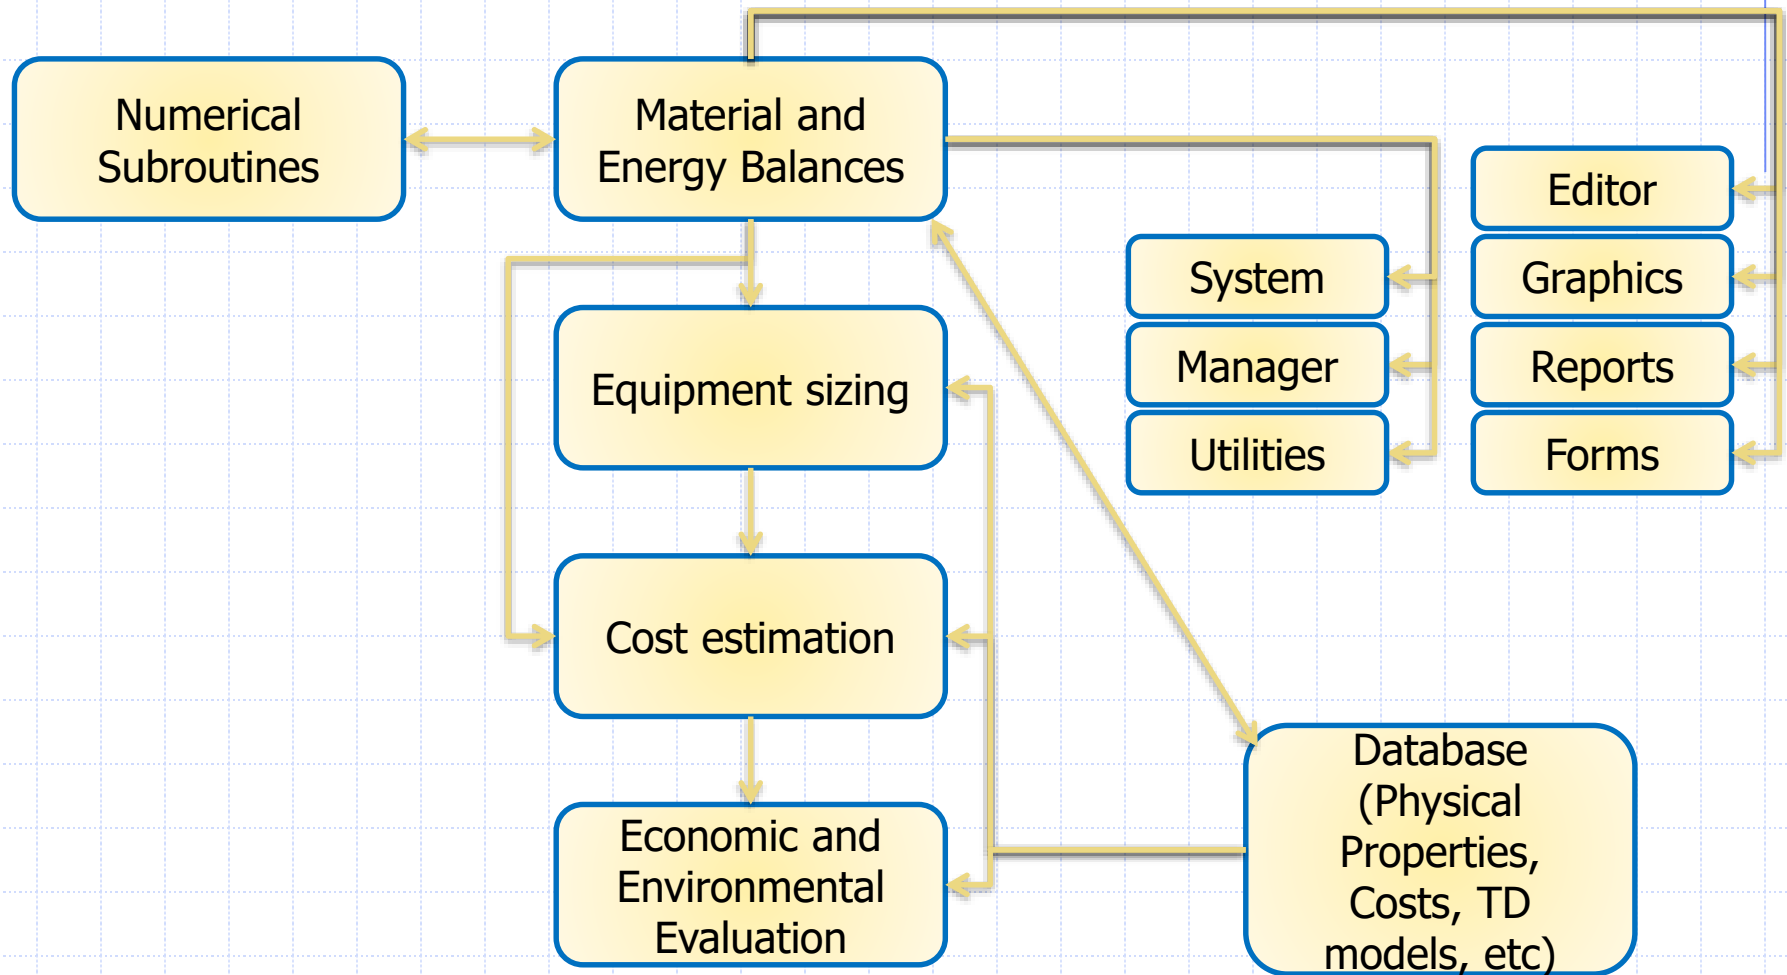 Numerical
Subroutines
Material and
Energy Balances
Editor
System
Graphics
Manager
Reports
Utilities
Forms
Equipment sizing
Cost estimation
Economic and
Environmental
Evaluation
Database
(Physical
Properties,
Costs, TD
models, etc)